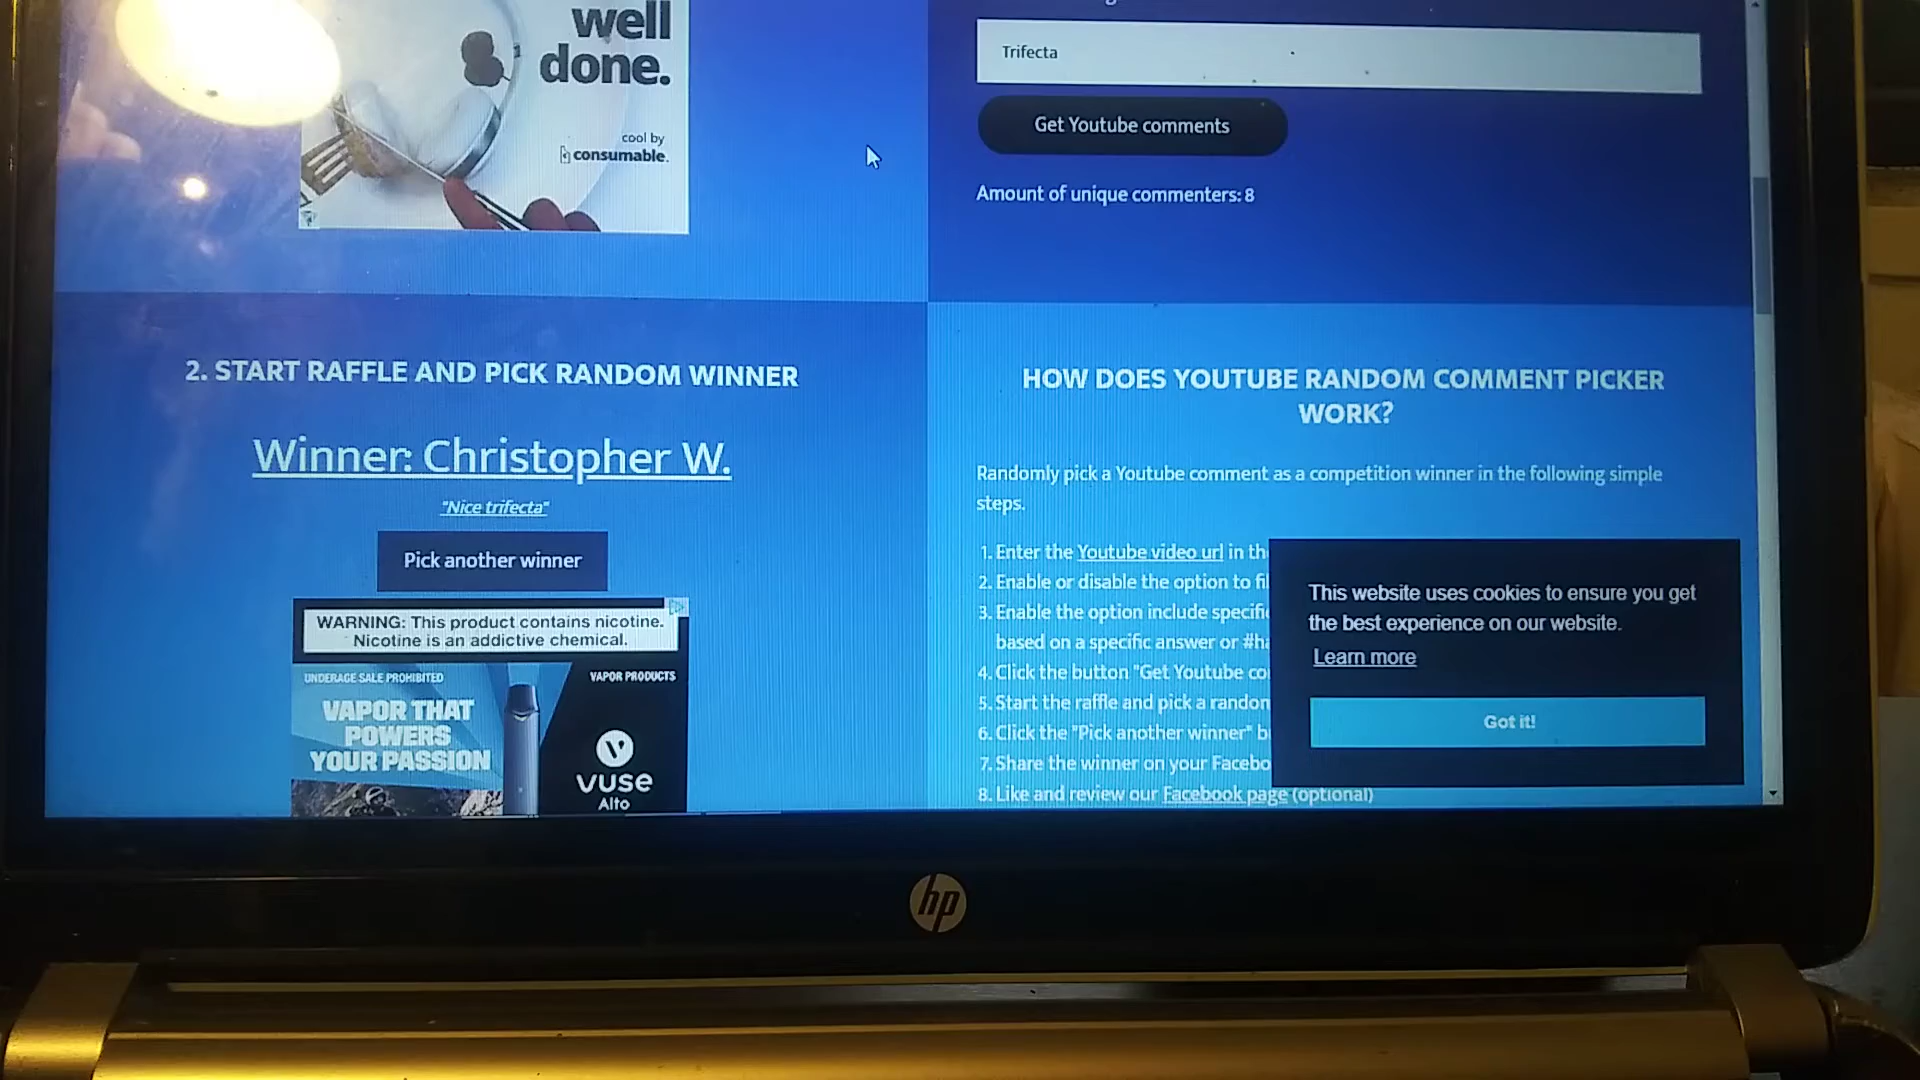 well
done.
cool by
consumable.
Trifecta
Get Youtube comments
Amount of unique commenters: 8
2. START RAFFLE AND PICK RANDOM WINNER
Winner: Christopher W.
"Nice trifecta"
Pick another winner
WARNING: This product contains nicotine.
Nicotine is an addictive chemical.
UNDERAGE SALE PROHIBITED
VAPOR PRODUCTS
VAPOR THAT
POWERS
YOUR PASSION
vuse
Alto
HOW DOES YOUTUBE RANDOM COMMENT PICKER
WORK?
Randomly pick a Youtube comment as a competition winner in the following simple
steps.
1. Enter the Youtube video url in th
2. Enable or disable the option to fi
3. Enable the option include specifi
based on a specific answer or #ha
4. Click the button "Get Youtube co
5. Start the raffle and pick a random
6. Click the "Pick another winner" b
7. Share the winner on your Facebo
8. Like and review our Facebook page (optional)
This website uses cookies to ensure you get
the best experience on our website.
Learn more
Got it!
hp